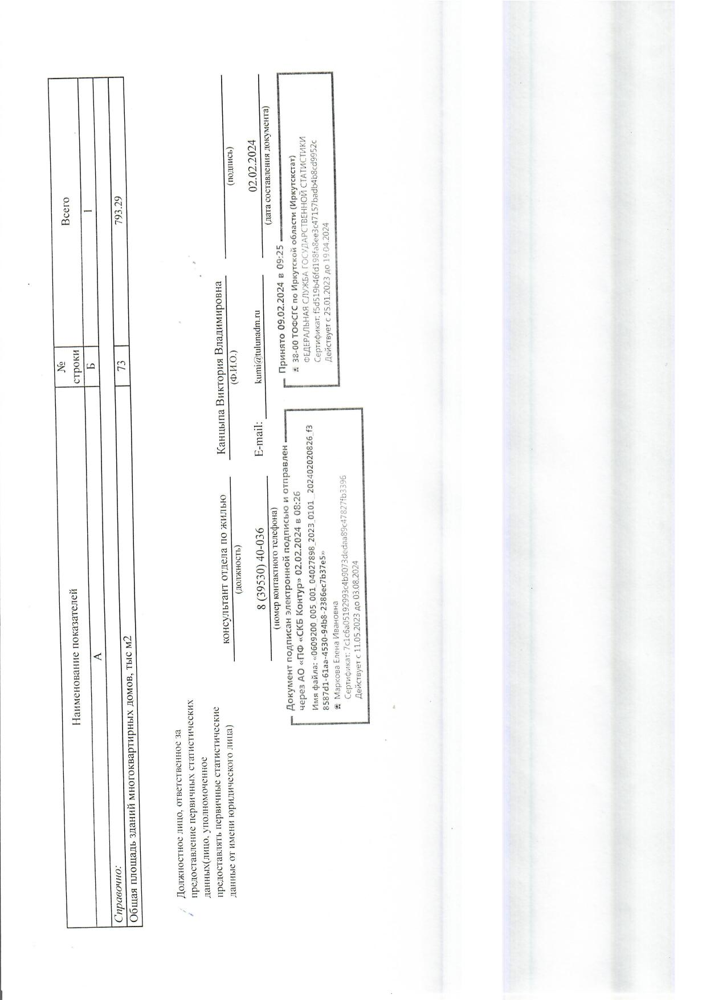 Наименование показателей № строки Всего
А Б 1
Справочно:
Общая площадь зданий многоквартирных домов, тыс м2 73 793.29
Должностное лицо, ответственное за
предоставление первичных статистических
данных(лицо, уполномоченное
предоставлять первичные статистические
данные от имени юридического лица)
консультант отдела по жилью Канцыпа Виктория Владимировна
(должность) (Ф.И.О.) (подпись)
8 (39530) 40-036 E-mail: kumi@tulunadm.ru 02.02.2024
(номер контактного телефона) (дата составления документа)
Документ подписан электронной подписью и отправлен
через АО «ПФ «СКБ Контур» 02.02.2024 в 08:26
Имя файла: «0609200_005_001_04027898_2023_0101__202402020826_f3
8587d1-61aa-4530-94b8-2386ec7b37e5»
Маркова Елена Ивановна
Сертификат: 7c1c6a05192993c4b9073dedaa89c47827fb3396
Действует с 11.05.2023 до 03.08.2024
Принято 09.02.2024 в 09:25
38-00 ТОФСГС по Иркутской области (Иркутскстат)
ФЕДЕРАЛЬНАЯ СЛУЖБА ГОСУДАРСТВЕННОЙ СТАТИСТИКИ
Сертификат: f5d519b46fd198fa8ee3c47157badb4b8cd9952c
Действует с 25.01.2023 до 19.04.2024